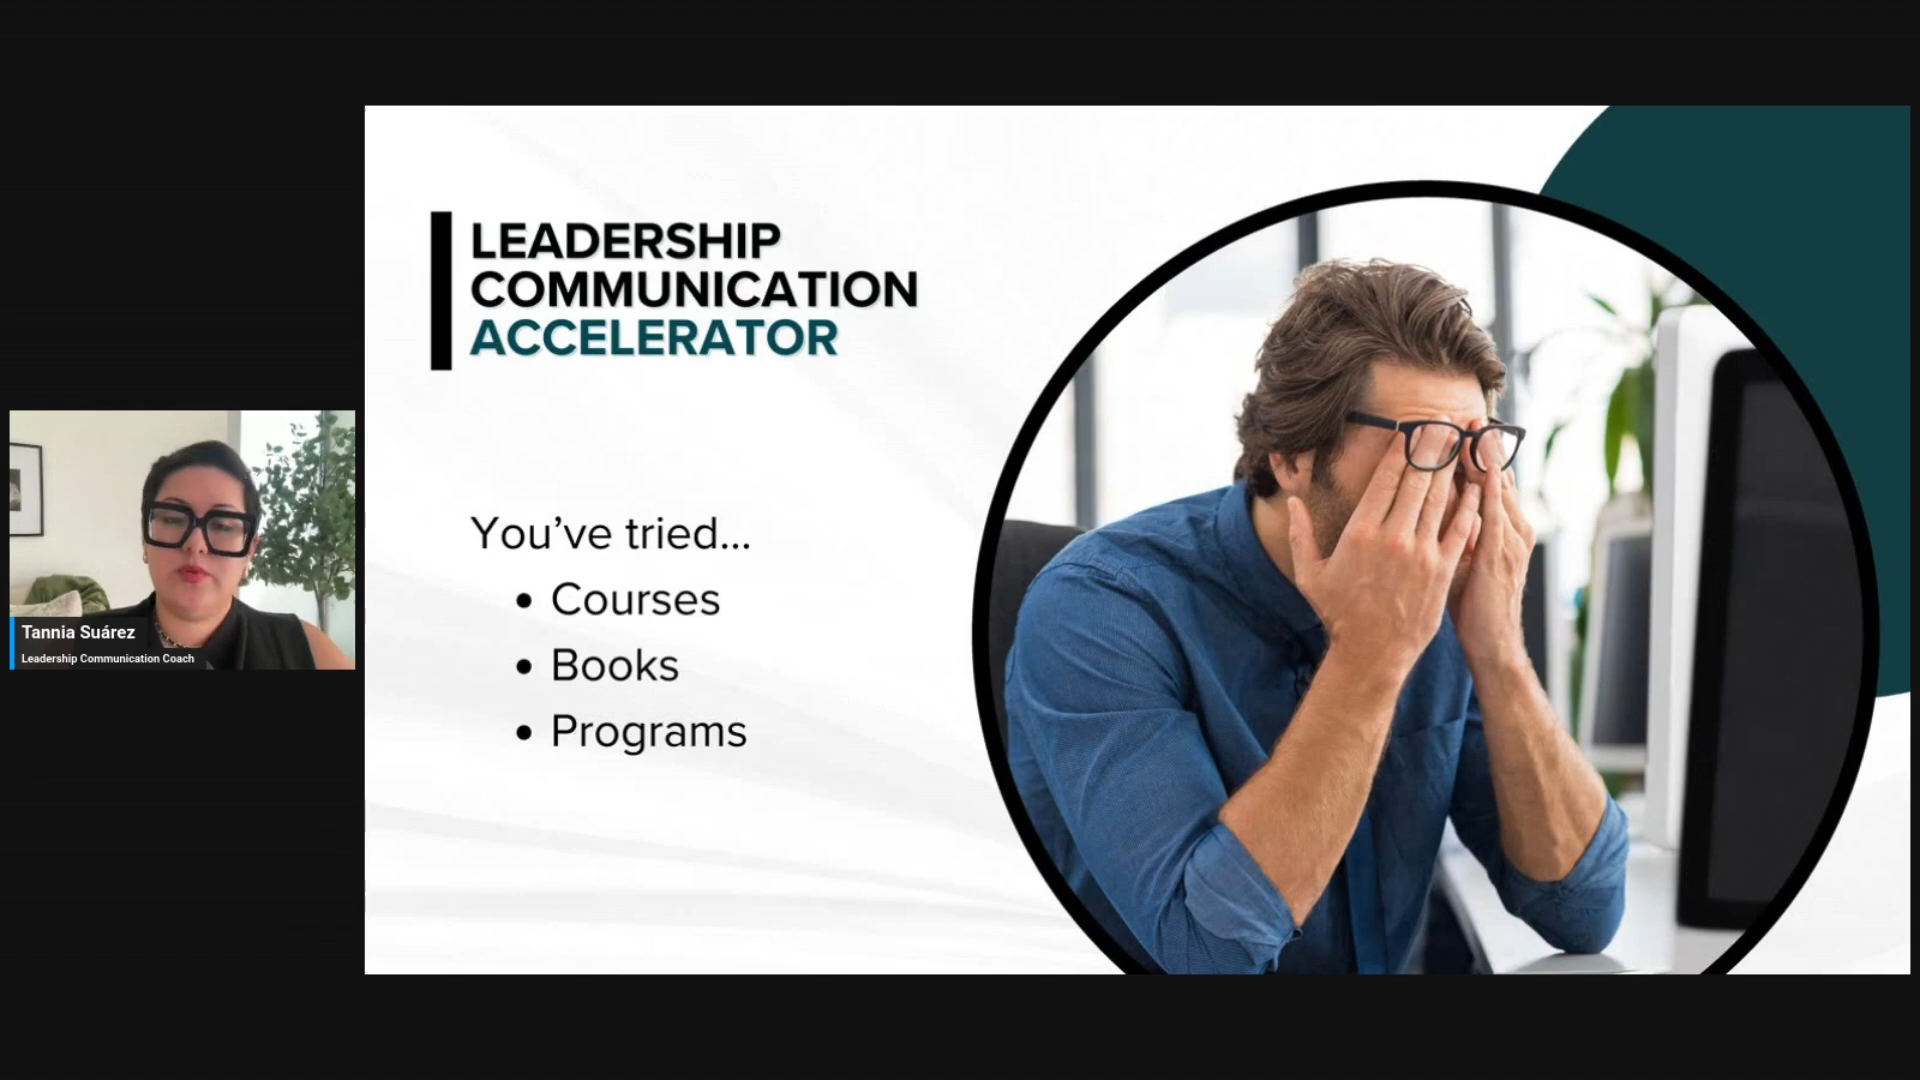 LEADERSHIP
COMMUNICATION
ACCELERATOR
You’ve tried...
• Courses
• Books
• Programs
Tannia Suárez
Leadership Communication Coach